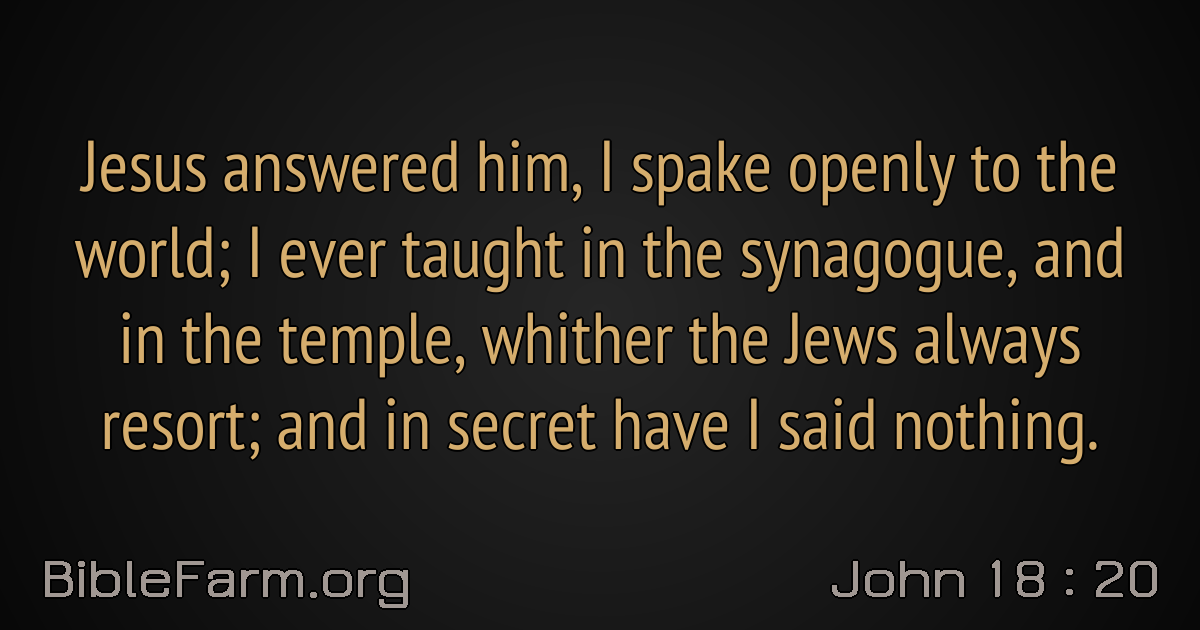 Jesus answered him, I spake openly to the
world; I ever taught in the synagogue, and
in the temple, whither the Jews always
resort; and in secret have I said nothing.
BibleFarm.org
John 18 : 20